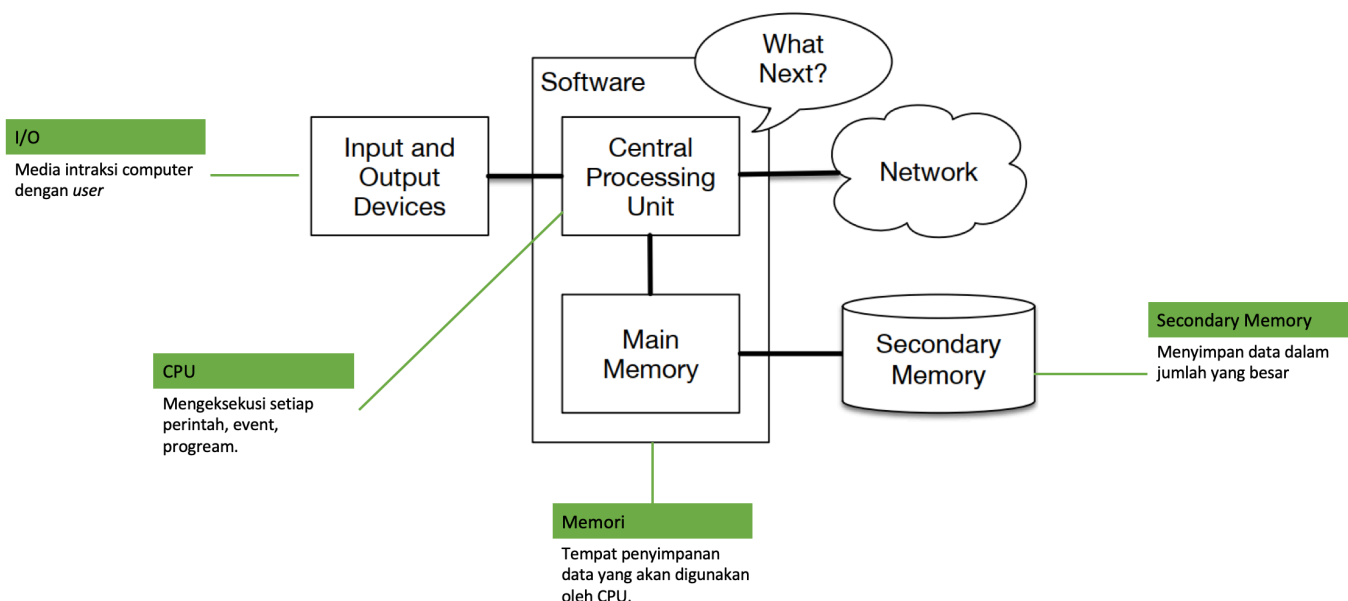 What
Next?
Software
I/O
Media intraksi computer
dengan user
Input and
Output
Devices
Central
Processing
Unit
Network
Main
Memory
Secondary
Memory
Secondary Memory
Menyimpan data dalam
jumlah yang besar
CPU
Mengeksekusi setiap
perintah, event,
progream.
Memori
Tempat penyimpanan
data yang akan digunakan
oleh CPU.